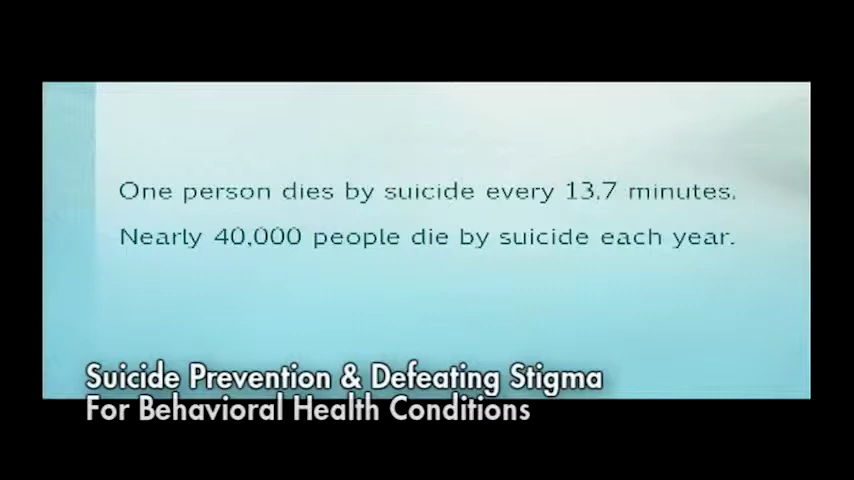 One person dies by suicide every 13.7 minutes.
Nearly 40,000 people die by suicide each year.
Suicide Prevention & Defeating Stigma
For Behavioral Health Conditions